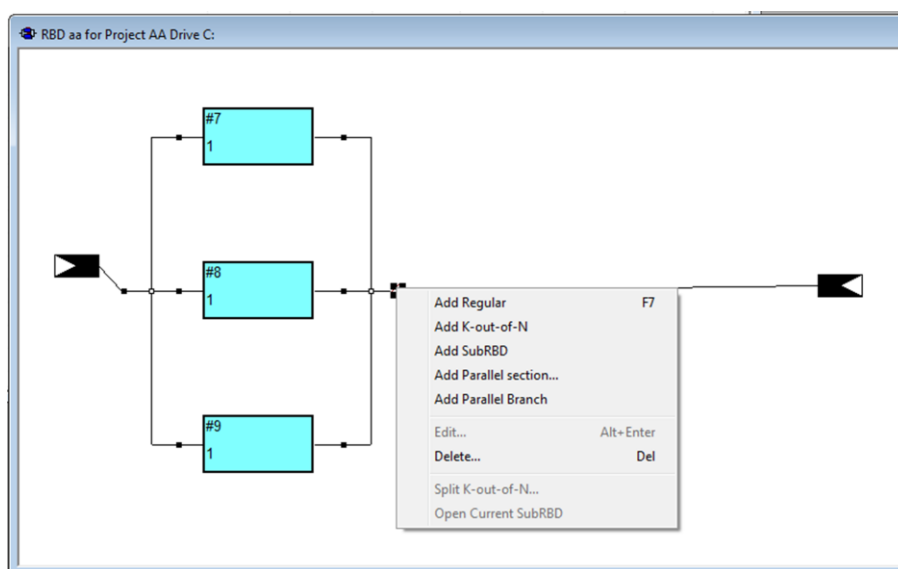 RBD aa for Project AA Drive C:
#7
1
#8
1
#9
1
Add Regular F7
Add K-out-of-N
Add SubRBD
Add Parallel section...
Add Parallel Branch
Edit... Alt+Enter
Delete... Del
Split K-out-of-N...
Open Current SubRBD